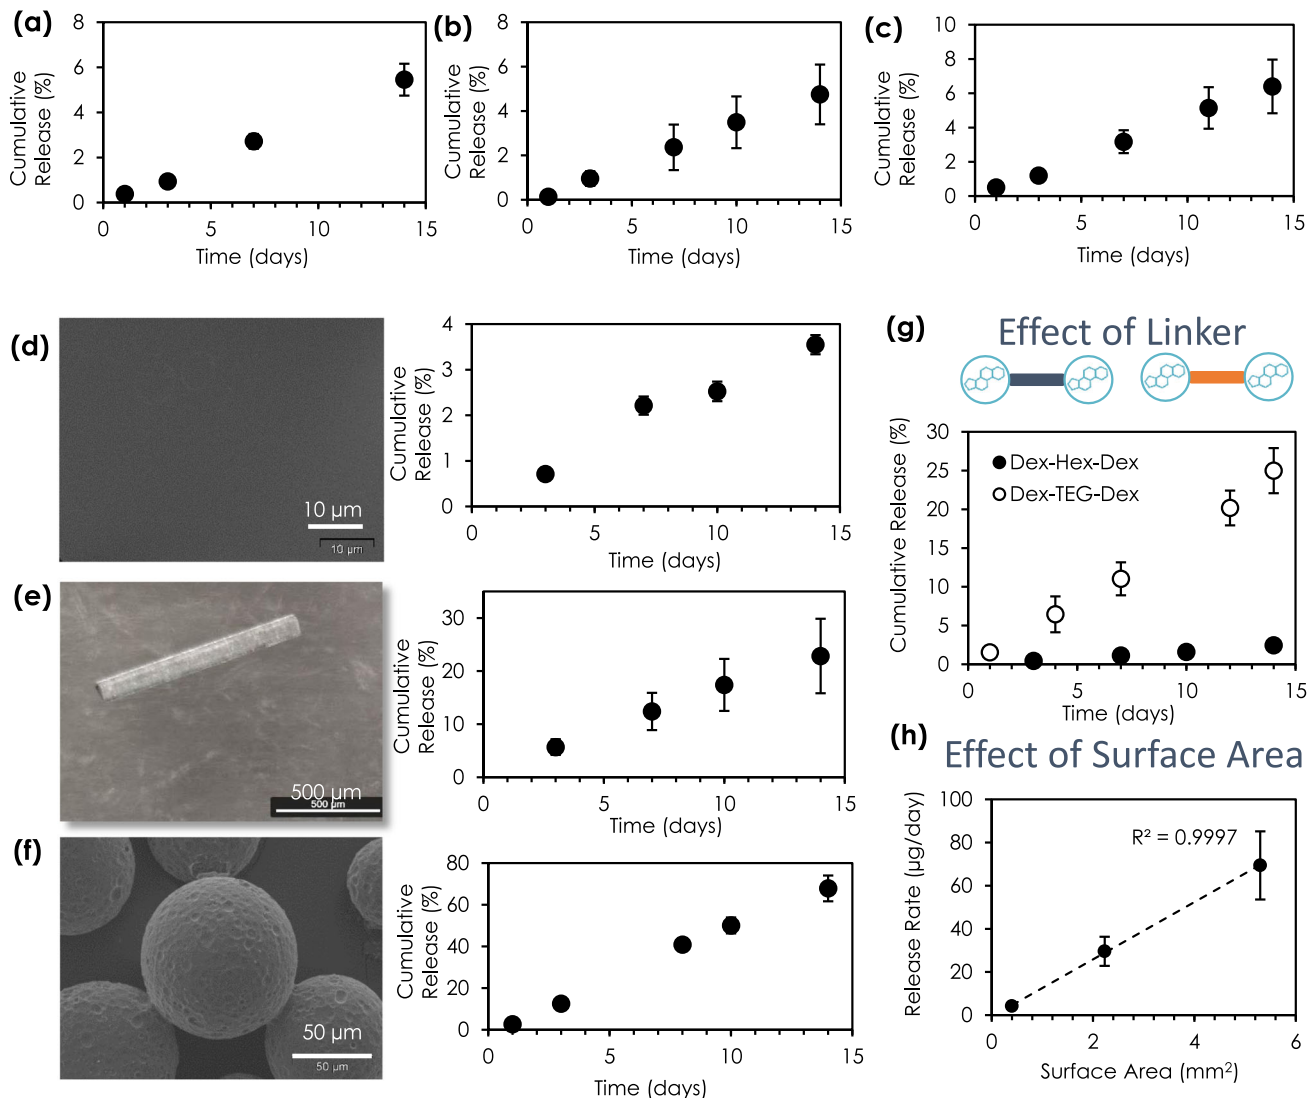 (a)
8
6
4
2
0
Cumulative
Release (%)
0 5 10 15
Time (days)
(b)
8
6
4
2
0
Cumulative
Release (%)
0 5 10 15
Time (days)
(c)
10
8
6
4
2
0
Cumulative
Release (%)
0 5 10 15
Time (days)
(d)
10 µm
10 µm
4
3
2
1
0
Cumulative
Release (%)
0 5 10 15
Time (days)
(e)
500 µm
500 µm
30
20
10
0
Cumulative
Release (%)
0 5 10 15
Time (days)
(f)
50 µm
50 µm
80
60
40
20
0
Cumulative
Release (%)
0 5 10 15
Time (days)
(g)
Effect of Linker
30
25
20
15
10
5
0
Cumulative Release (%)
Dex-Hex-Dex
Dex-TEG-Dex
0 5 10 15
Time (days)
(h)
Effect of Surface Area
100
80
60
40
20
0
Release Rate (µg/day)
R² = 0.9997
0 2 4 6
Surface Area (mm²)